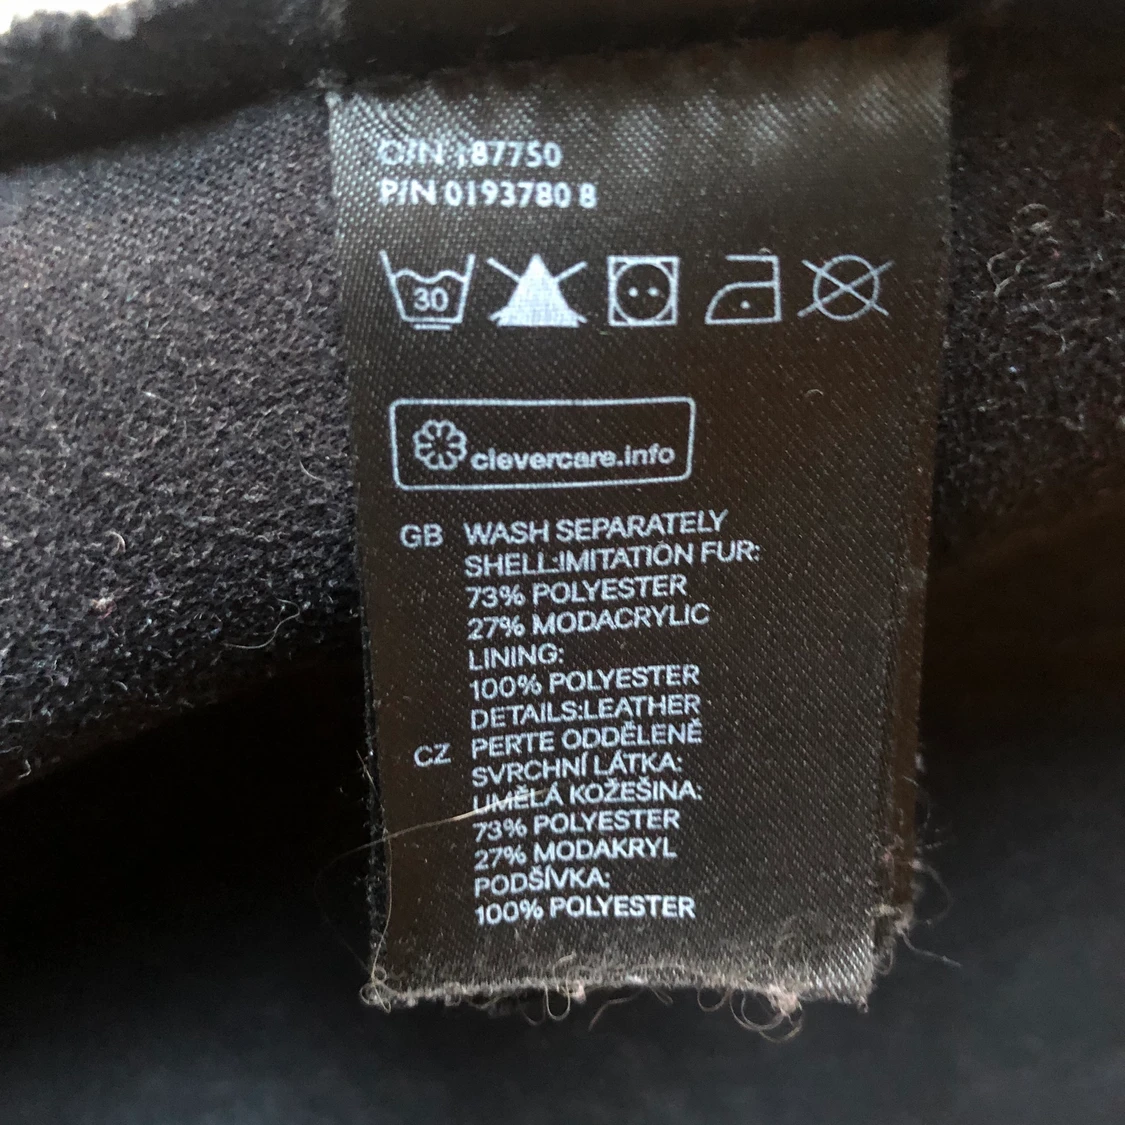 O/N 187750
P/N 0193780 8
30
clevercare.info
GB WASH SEPARATELY
SHELL:IMITATION FUR:
73% POLYESTER
27% MODACRYLIC
LINING:
100% POLYESTER
DETAILS:LEATHER
CZ PERTE ODDĚLENĚ
SVRCHNÍ LÁTKA:
UMĚLÁ KOŽEŠINA:
73% POLYESTER
27% MODAKRYL
PODŠÍVKA:
100% POLYESTER